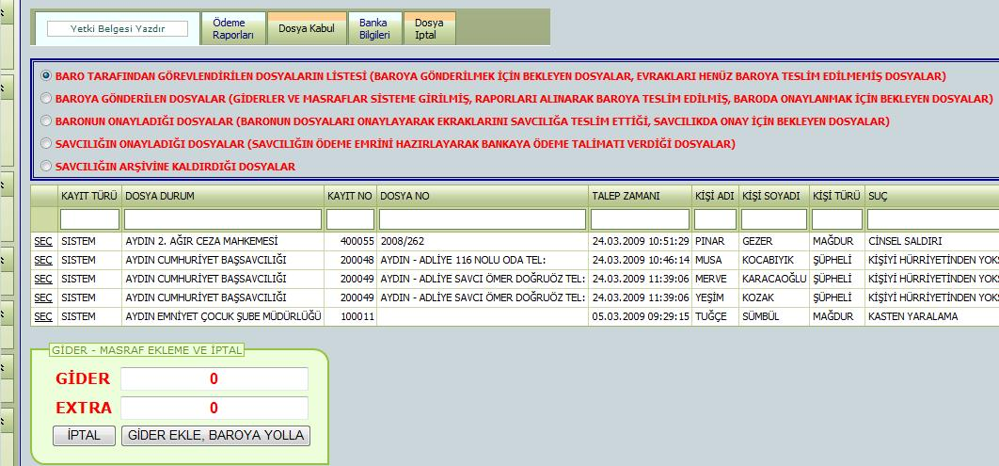 Yetki Belgesi Yazdır
Ödeme Raporları
Dosya Kabul
Banka Bilgileri
Dosya Iptal
BARO TARAFINDAN GÖREVLENDİRİLEN DOSYALARIN LİSTESİ (BAROYA GÖNDERİLMEK İÇİN BEKLEYEN DOSYALAR, EVRAKLARI HENÜZ BAROYA TESLİM EDİLMEMİŞ DOSYALAR)
BAROYA GÖNDERİLEN DOSYALAR (GİDERLER VE MASRAFLAR SİSTEME GİRİLMİŞ, RAPORLARI ALINARAK BAROYA TESLİM EDİLMİŞ, BARODA ONAYLANMAK İÇİN BEKLEYEN DOSYALAR)
BARONUN ONAYLADIĞI DOSYALAR (BARONUN DOSYALARI ONAYLAYARAK EKRAKLARINI SAVCILIĞA TESLİM ETTİĞİ, SAVCILIKDA ONAY İÇİN BEKLEYEN DOSYALAR)
SAVCILIĞIN ONAYLADIĞI DOSYALAR (SAVCILIĞIN ÖDEME EMRİNİ HAZIRLAYARAK BANKAYA ÖDEME TALİMATI VERDİĞİ DOSYALAR)
SAVCILIĞIN ARŞİVİNE KALDIRDIĞI DOSYALAR
KAYIT TÜRÜ DOSYA DURUM KAYIT NO DOSYA NO TALEP ZAMANI KİŞİ ADI KİŞİ SOYADI KİŞİ TÜRÜ SUÇ
SEÇ SİSTEM AYDIN 2. AĞIR CEZA MAHKEMESİ 400055 2008/262 24.03.2009 10:51:29 PINAR GEZER MAĞDUR CİNSEL SALDIRI
SEÇ SİSTEM AYDIN CUMHURİYET BAŞSAVCILIĞI 200048 AYDIN - ADLİYE 116 NOLU ODA TEL: 24.03.2009 10:46:14 MUSA KOCABIYIK ŞÜPHELİ KİŞİYİ HÜRRİYETİNDEN YOKS
SEÇ SİSTEM AYDIN CUMHURİYET BAŞSAVCILIĞI 200049 AYDIN - ADLİYE SAVCI ÖMER DOĞRUÖZ TEL: 24.03.2009 11:39:06 MERVE KARACAOĞLU ŞÜPHELİ KİŞİYİ HÜRRİYETİNDEN YOKS
SEÇ SİSTEM AYDIN CUMHURİYET BAŞSAVCILIĞI 200049 AYDIN - ADLİYE SAVCI ÖMER DOĞRUÖZ TEL: 24.03.2009 11:39:06 YEŞİM KOZAK ŞÜPHELİ KİŞİYİ HÜRRİYETİNDEN YOKS
SEÇ SİSTEM AYDIN EMNİYET ÇOCUK ŞUBE MÜDÜRLÜĞÜ 100011 05.03.2009 09:29:15 TUĞÇE SÜMBÜL MAĞDUR KASTEN YARALAMA
GİDER - MASRAF EKLEME VE İPTAL
GİDER 0
EXTRA 0
İPTAL GİDER EKLE, BAROYA YOLLA